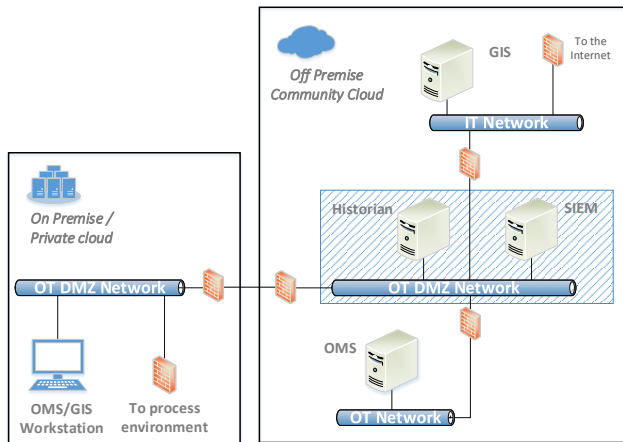 Off Premise
Community Cloud
GIS
To the
Internet
IT Network
On Premise /
Private cloud
Historian
SIEM
OT DMZ Network
OT DMZ Network
OMS/GIS
Workstation
To process
environment
OMS
OT Network